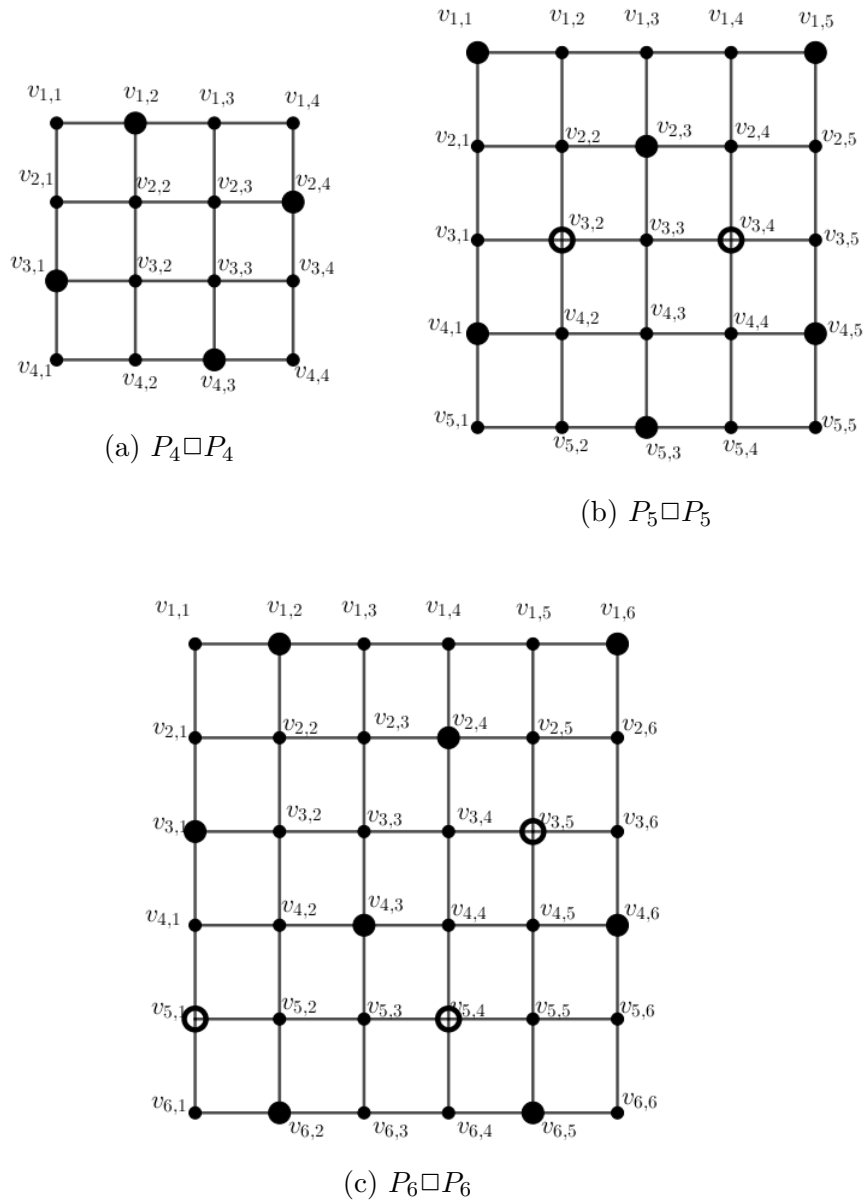 v1,1 v1,2 v1,3 v1,4
v2,1 v2,2 v2,3 v2,4
v3,1 v3,2 v3,3 v3,4
v4,1 v4,2 v4,3 v4,4
(a) P4□P4
v1,1 v1,2 v1,3 v1,4 v1,5
v2,1 v2,2 v2,3 v2,4 v2,5
v3,1 v3,2 v3,3 v3,4 v3,5
v4,1 v4,2 v4,3 v4,4 v4,5
v5,1 v5,2 v5,3 v5,4 v5,5
(b) P5□P5
v1,1 v1,2 v1,3 v1,4 v1,5 v1,6
v2,1 v2,2 v2,3 v2,4 v2,5 v2,6
v3,1 v3,2 v3,3 v3,4 v3,5 v3,6
v4,1 v4,2 v4,3 v4,4 v4,5 v4,6
v5,1 v5,2 v5,3 v5,4 v5,5 v5,6
v6,1 v6,2 v6,3 v6,4 v6,5 v6,6
(c) P6□P6